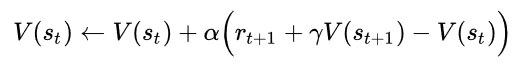 V(s_t) ← V(s_t) + α(r_{t+1} + γV(s_{t+1}) − V(s_t))